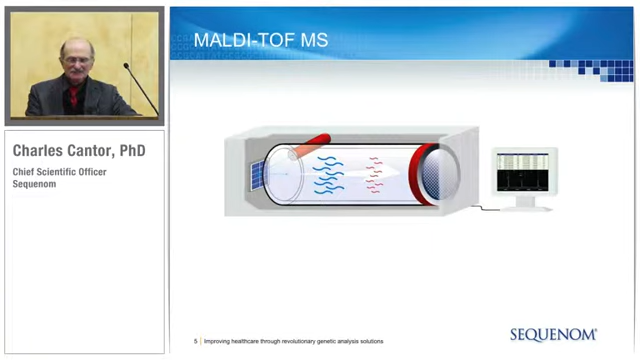 MALDI-TOF MS
Charles Cantor, PhD
Chief Scientific Officer
Sequenom
5 Improving healthcare through revolutionary genetic analysis solutions
SEQUENOM®